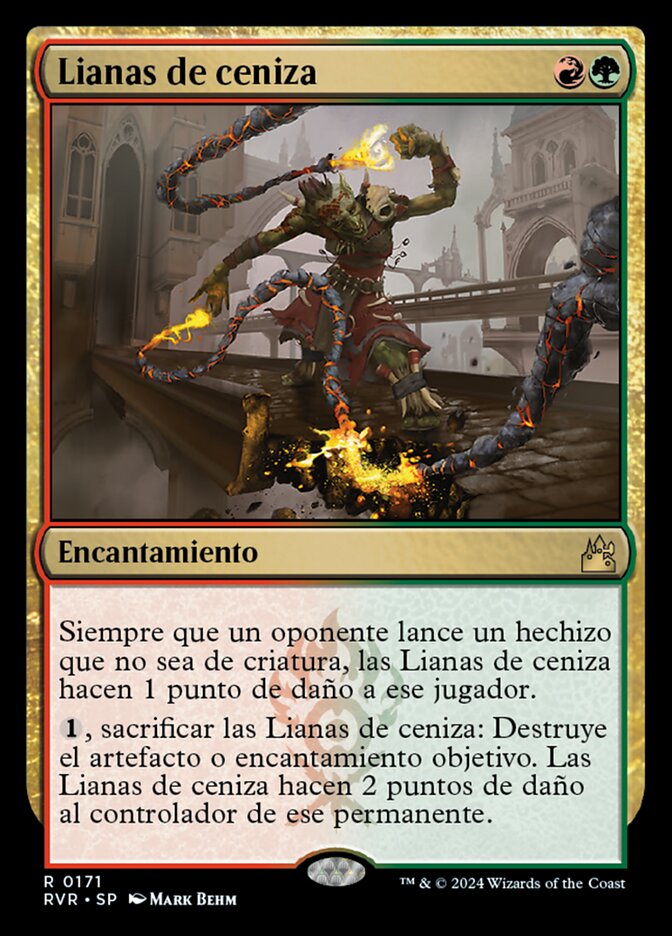 Lianas de ceniza
Encantamiento
Siempre que un oponente lance un hechizo
que no sea de criatura, las Lianas de ceniza
hacen 1 punto de daño a ese jugador.
1, sacrificar las Lianas de ceniza: Destruye
el artefacto o encantamiento objetivo. Las
Lianas de ceniza hacen 2 puntos de daño
al controlador de ese permanente.
R 0171
RVR • SP Mark Behm
™ & © 2024 Wizards of the Coast